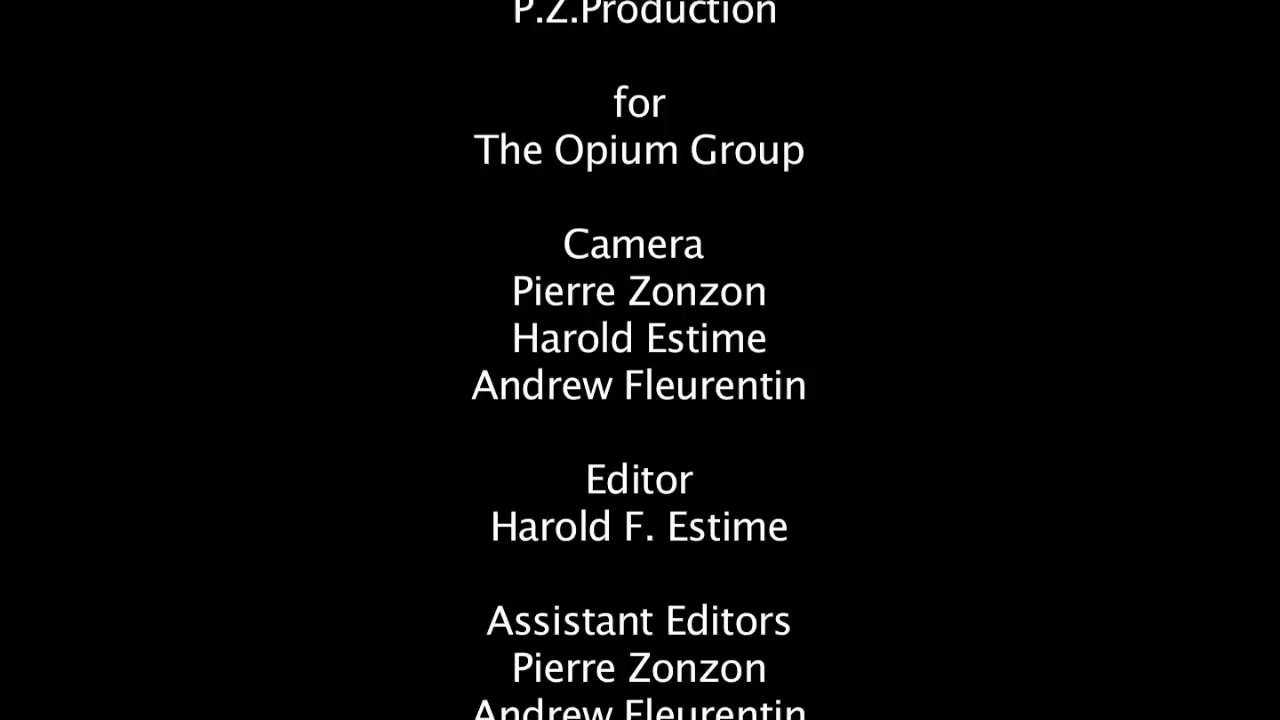 P.Z.Production
for
The Opium Group
Camera
Pierre Zonzon
Harold Estime
Andrew Fleurentin
Editor
Harold F. Estime
Assistant Editors
Pierre Zonzon
Andrew Fleurentin